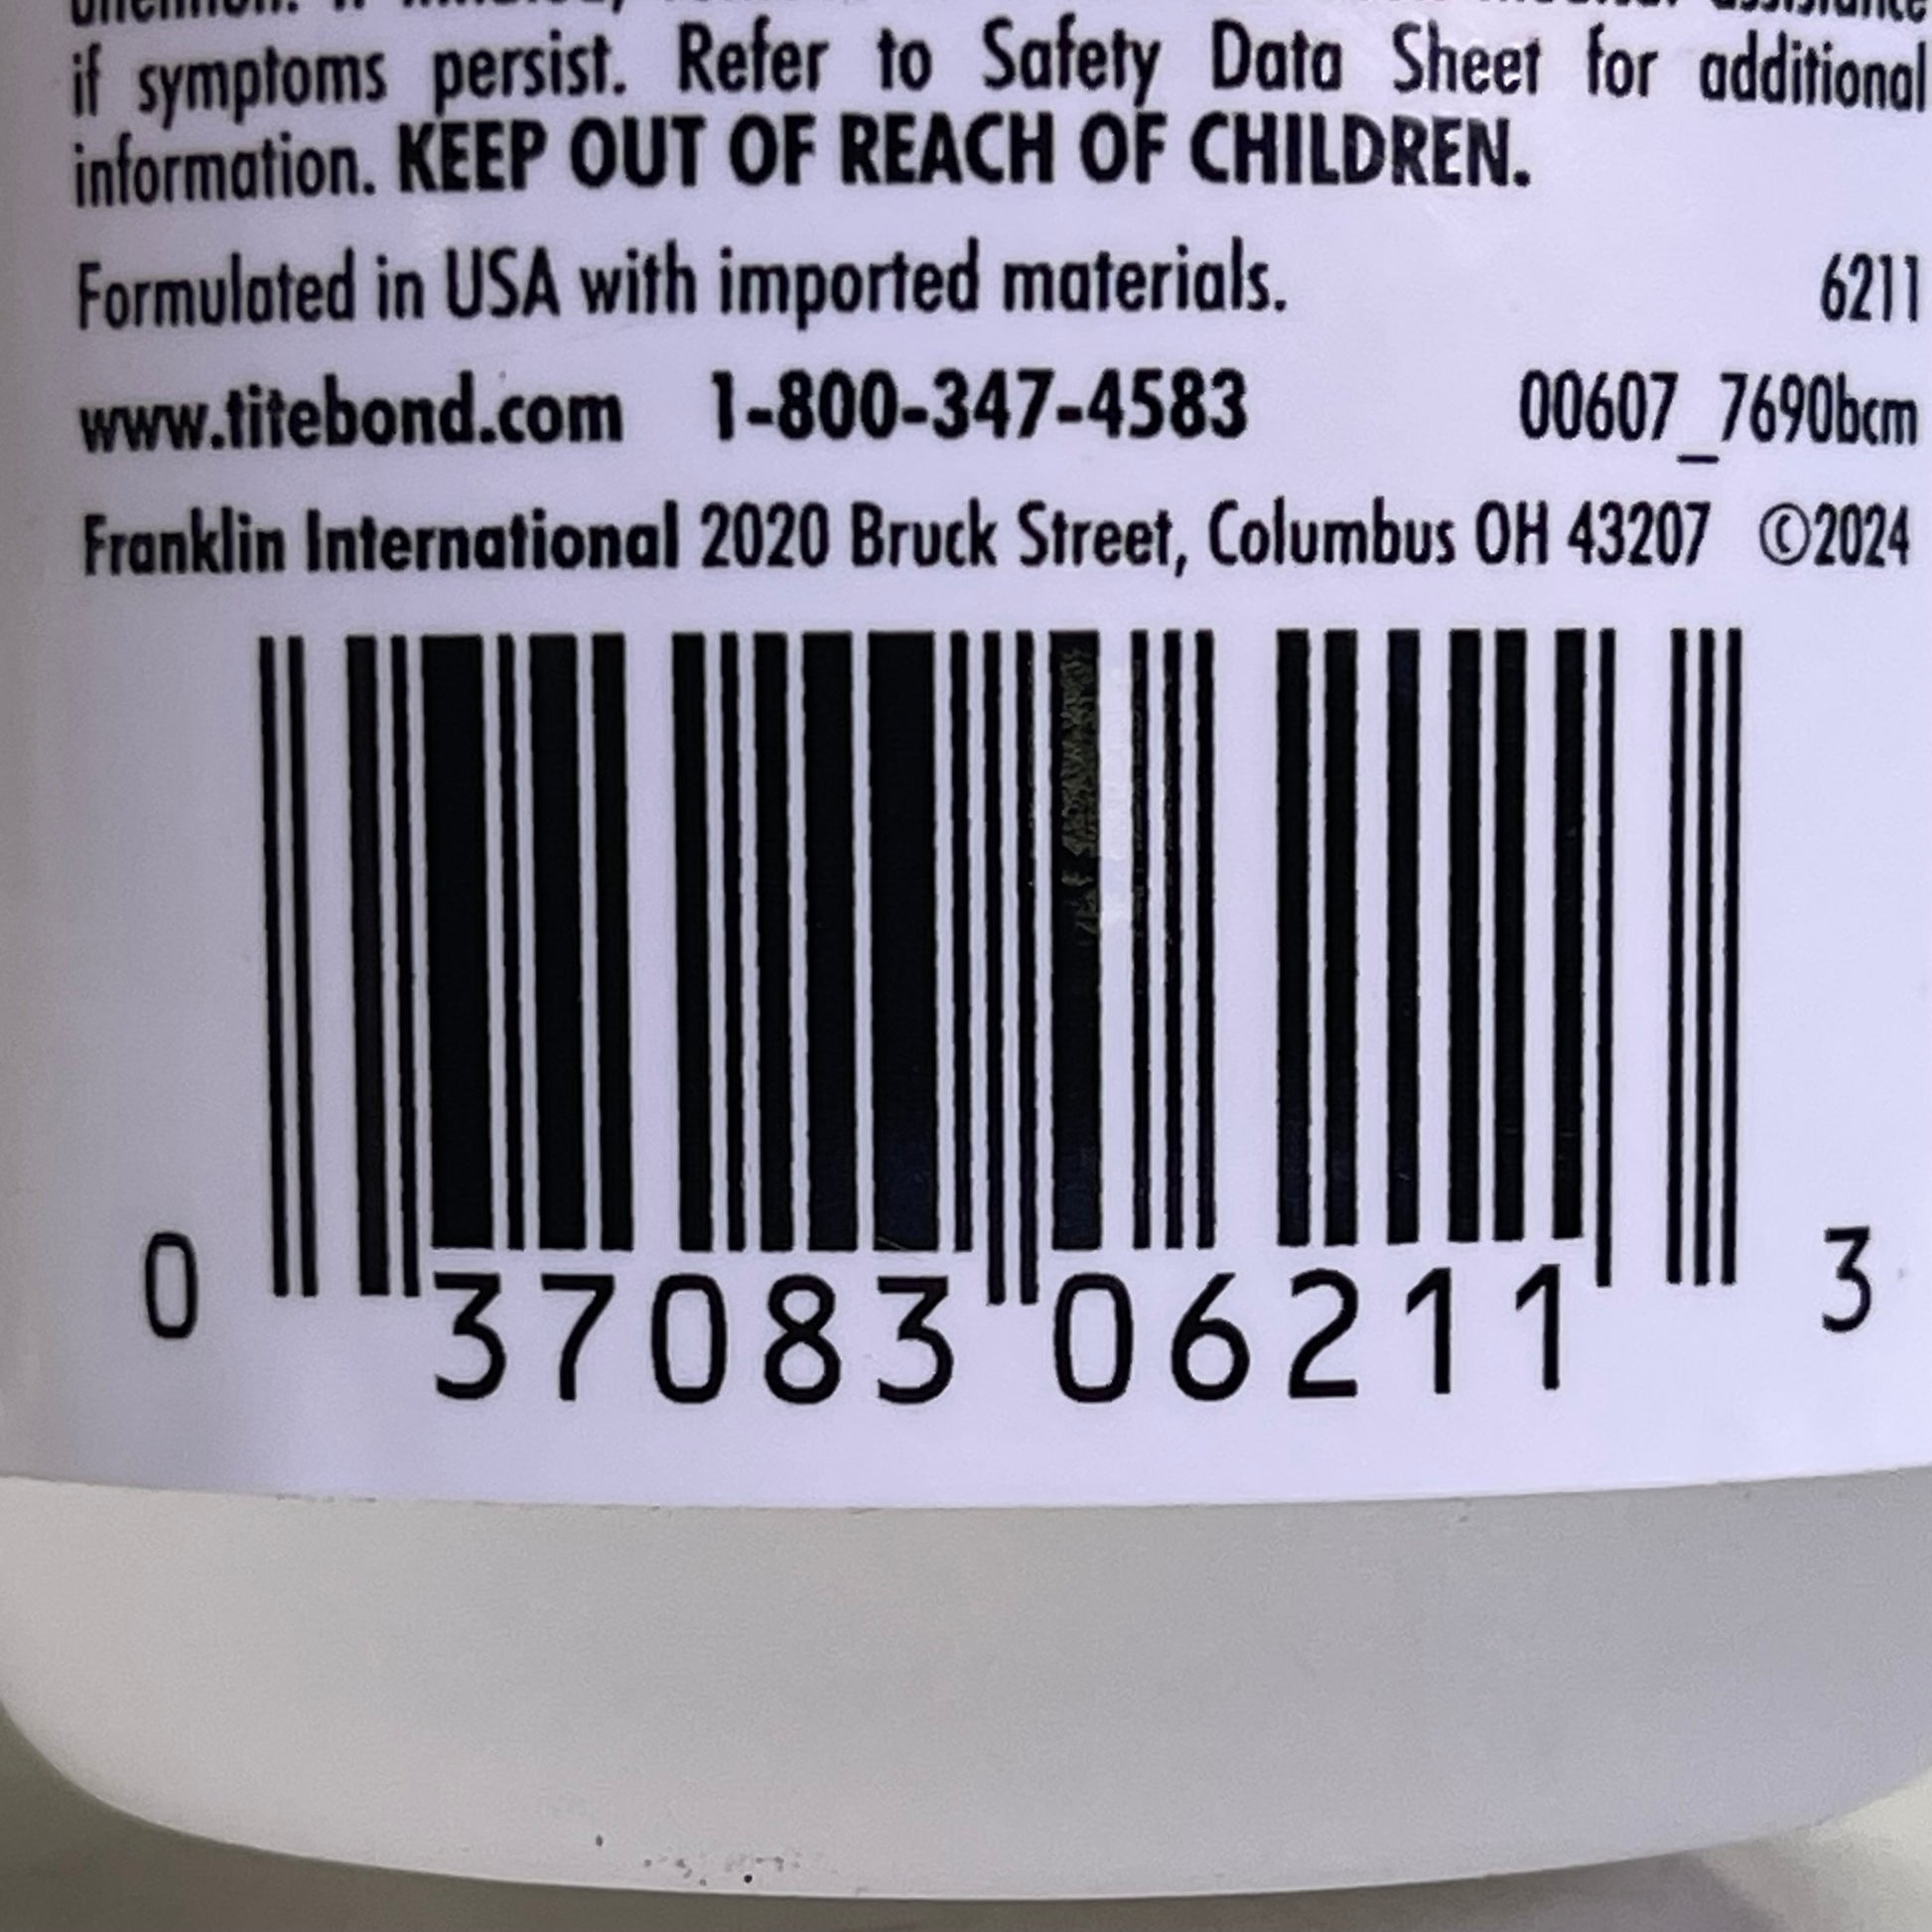 if symptoms persist. Refer to Safety Data Sheet for additional
information. KEEP OUT OF REACH OF CHILDREN.
Formulated in USA with imported materials. 6211
www.titebond.com 1-800-347-4583 00607_7690bcm
Franklin International 2020 Bruck Street, Columbus OH 43207 ©2024
0 37083 06211 3